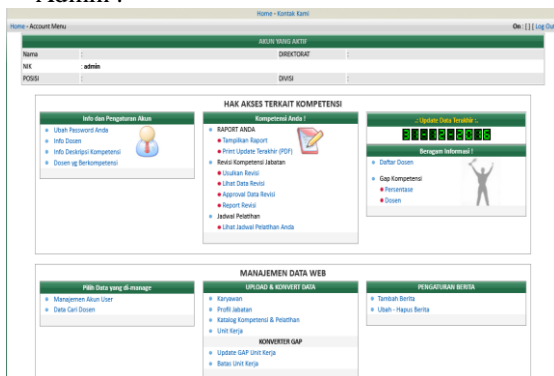 Admin :
Home - Kontak Kami
Home - Account Menu
On : [ ] [ Log Out
AKUN YANG AKTIF
Nama :
DIREKTORAT :
NIK : admin
POSISI :
DIVISI :
HAK AKSES TERKAIT KOMPETENSI
Info dan Pengaturan Akun
Ubah Password Anda
Info Dosen
Info Deskripsi Kompetensi
Dosen yg Berkompetensi
Kompetensi Anda !
RAPORT ANDA
Tampilkan Raport
Print Update Terakhir (PDF)
Revisi Kompetensi Jabatan
Usulkan Revisi
Lihat Data Revisi
Approval Data Revisi
Report Revisi
Jadwal Pelatihan
Lihat Jadwal Pelatihan Anda
.: Update Data Terakhir :.
31-12-2016
Beragam Informasi !
Daftar Dosen
Gap Kompetensi
Persentase
Dosen
MANAJEMEN DATA WEB
Pilih Data yang di-manage
Manajemen Akun User
Data Cari Dosen
UPLOAD & KONVERT DATA
Karyawan
Profil Jabatan
Katalog Kompetensi & Pelatihan
Unit Kerja
KONVERTER GAP
Update GAP Unit Kerja
Batas Unit Kerja
PENGATURAN BERITA
Tambah Berita
Ubah - Hapus Berita